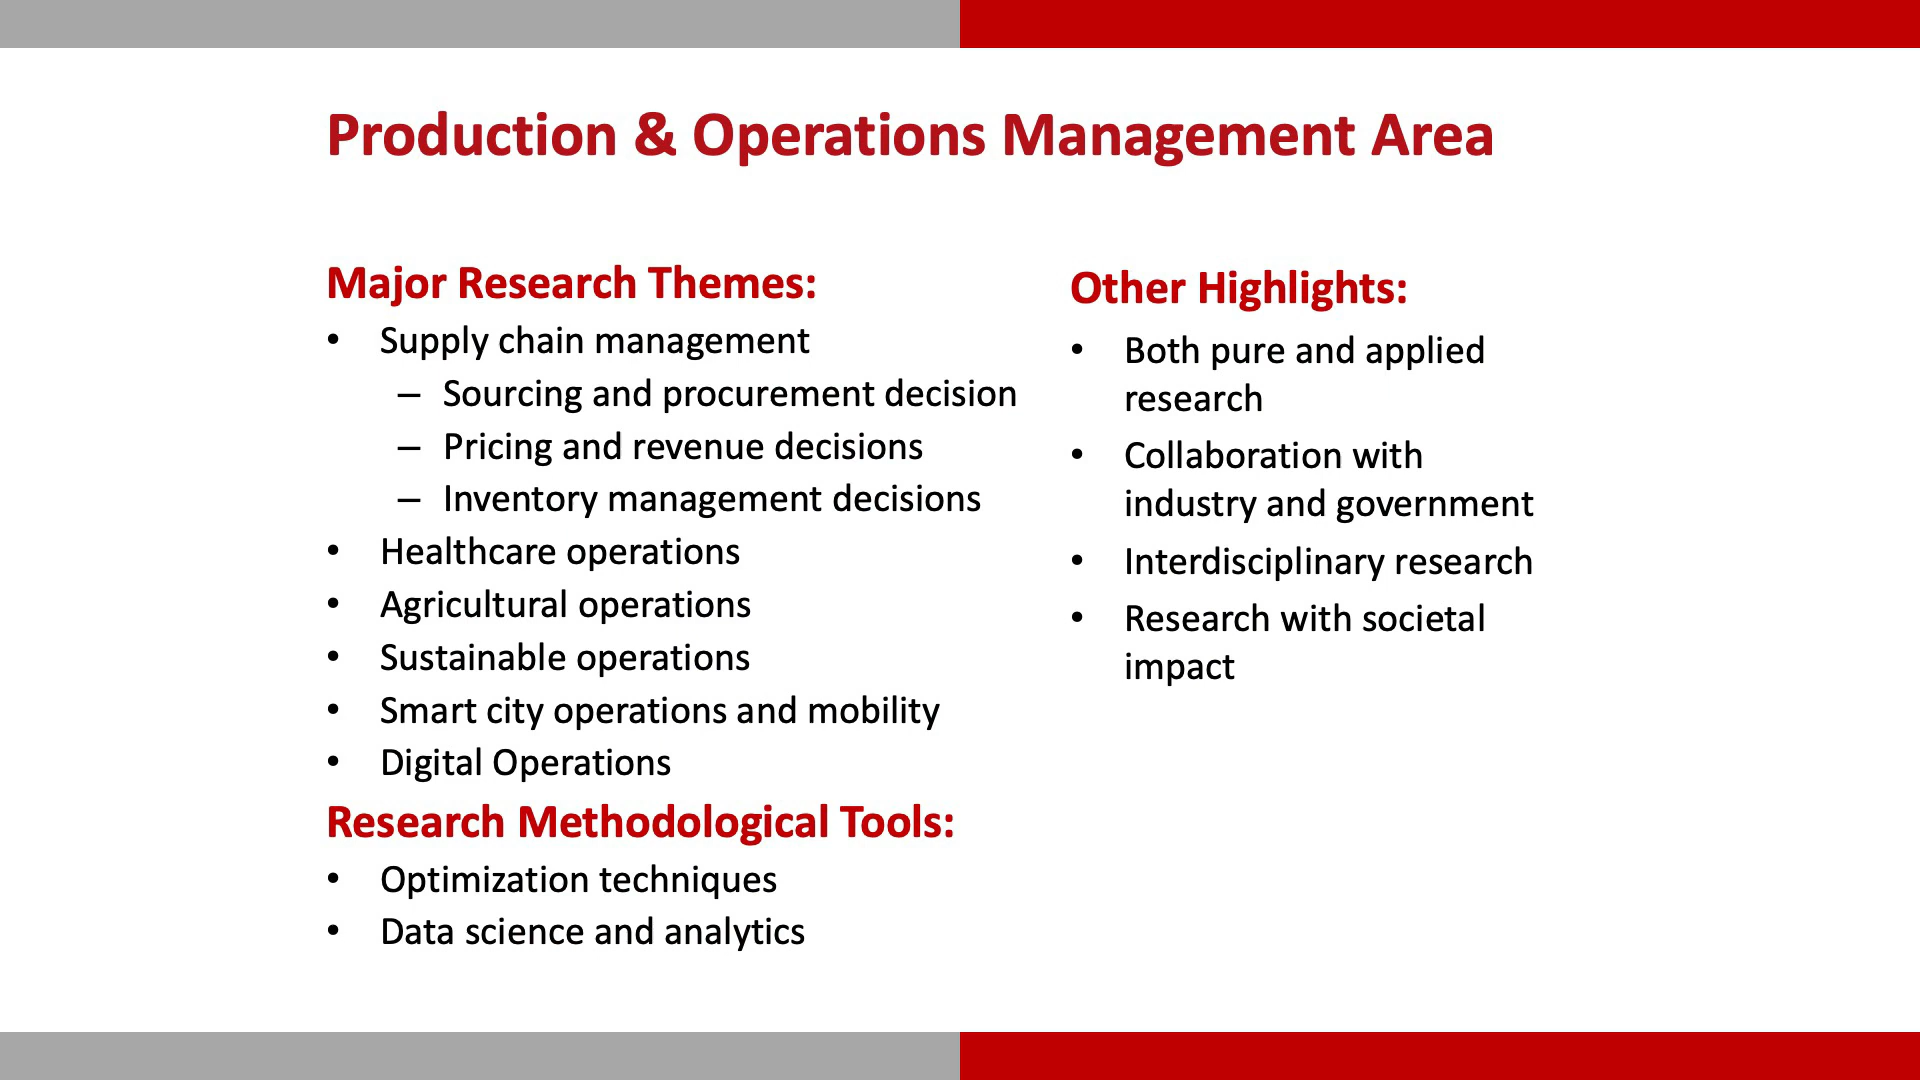 Production & Operations Management Area
Major Research Themes:
• Supply chain management
– Sourcing and procurement decision
– Pricing and revenue decisions
– Inventory management decisions
• Healthcare operations
• Agricultural operations
• Sustainable operations
• Smart city operations and mobility
• Digital Operations
Research Methodological Tools:
• Optimization techniques
• Data science and analytics
Other Highlights:
• Both pure and applied
research
• Collaboration with
industry and government
• Interdisciplinary research
• Research with societal
impact